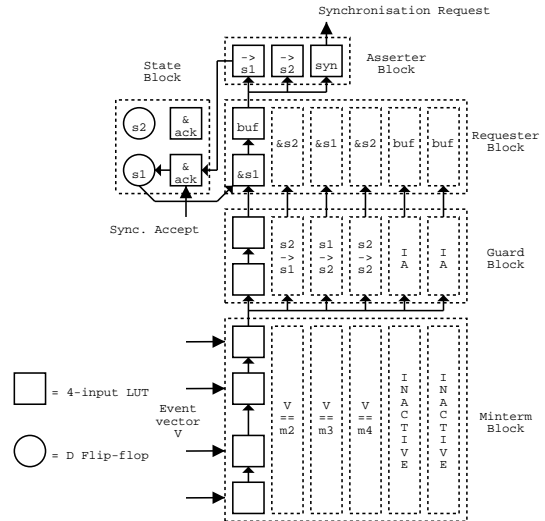 Synchronisation Request
State
Block
->
s1
->
s2
syn
Asserter
Block
s2
&
ack
buf
&s2
&s1
&s2
buf
buf
Requester
Block
s1
&
ack
&s1
Sync. Accept
s2
->
s1
s1
->
s2
s2
->
s2
I
A
I
A
Guard
Block
= 4-input LUT
= D Flip-flop
Event
vector
V
V
==
m2
V
==
m3
V
==
m4
I
N
A
C
T
I
V
E
I
N
A
C
T
I
V
E
Minterm
Block